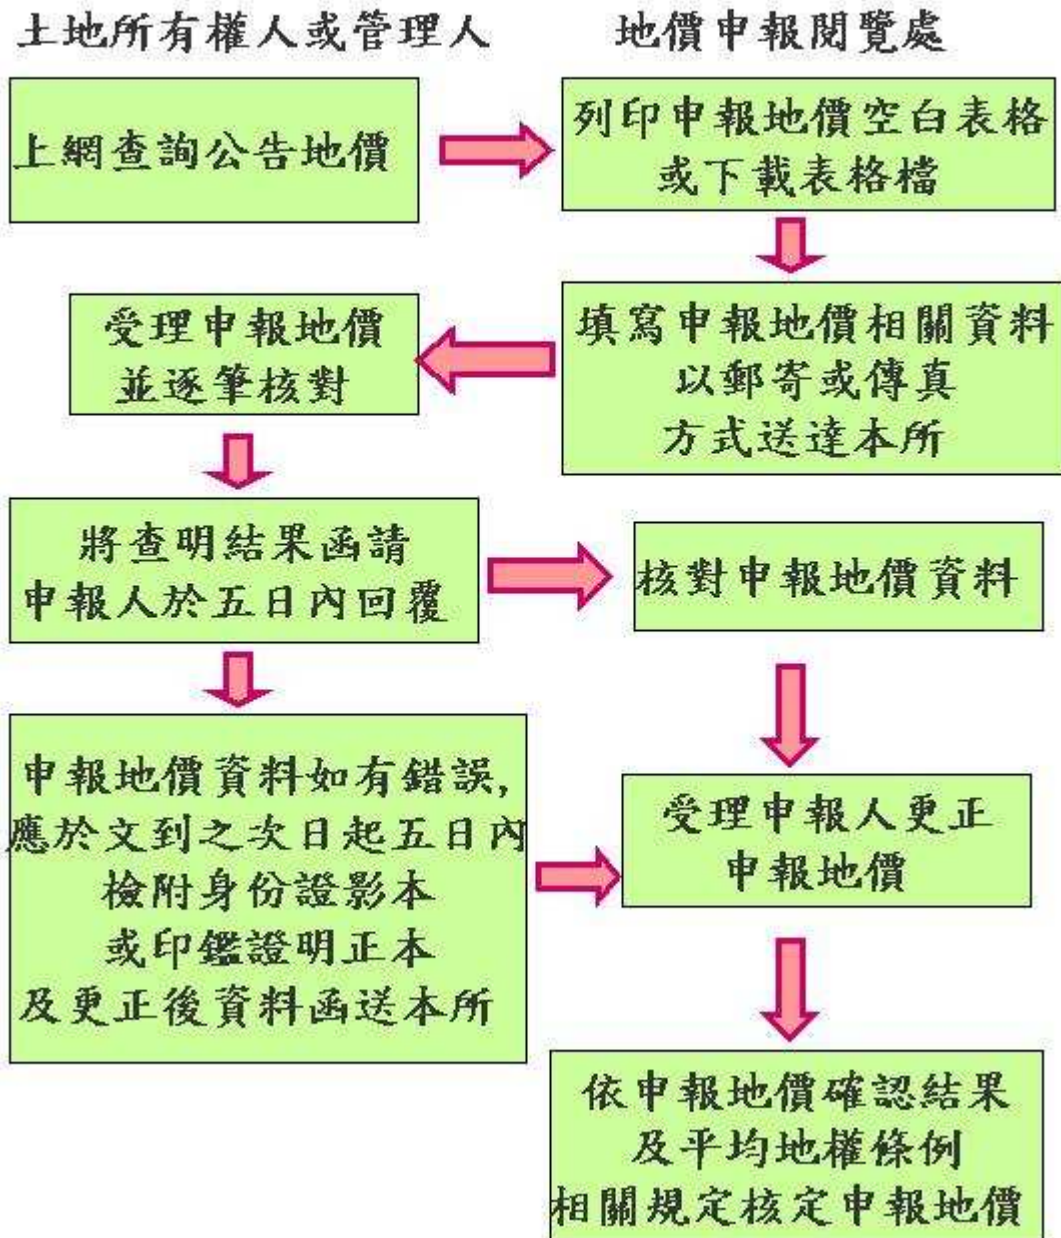 土地所有權人或管理人
地價申報閱覽處
上網查詢公告地價
列印申報地價空白表格
或下載表格檔
填寫申報地價相關資料
以郵寄或傳真
方式送達本所
受理申報地價
並逐筆核對
將查明結果函請
申報人於五日內回覆
核對申報地價資料
申報地價資料如有錯誤,
應於文到之次日起五日內
檢附身份證影本
或印鑑證明正本
及更正後資料函送本所
受理申報人更正
申報地價
依申報地價確認結果
及平均地權條例
相關規定核定申報地價